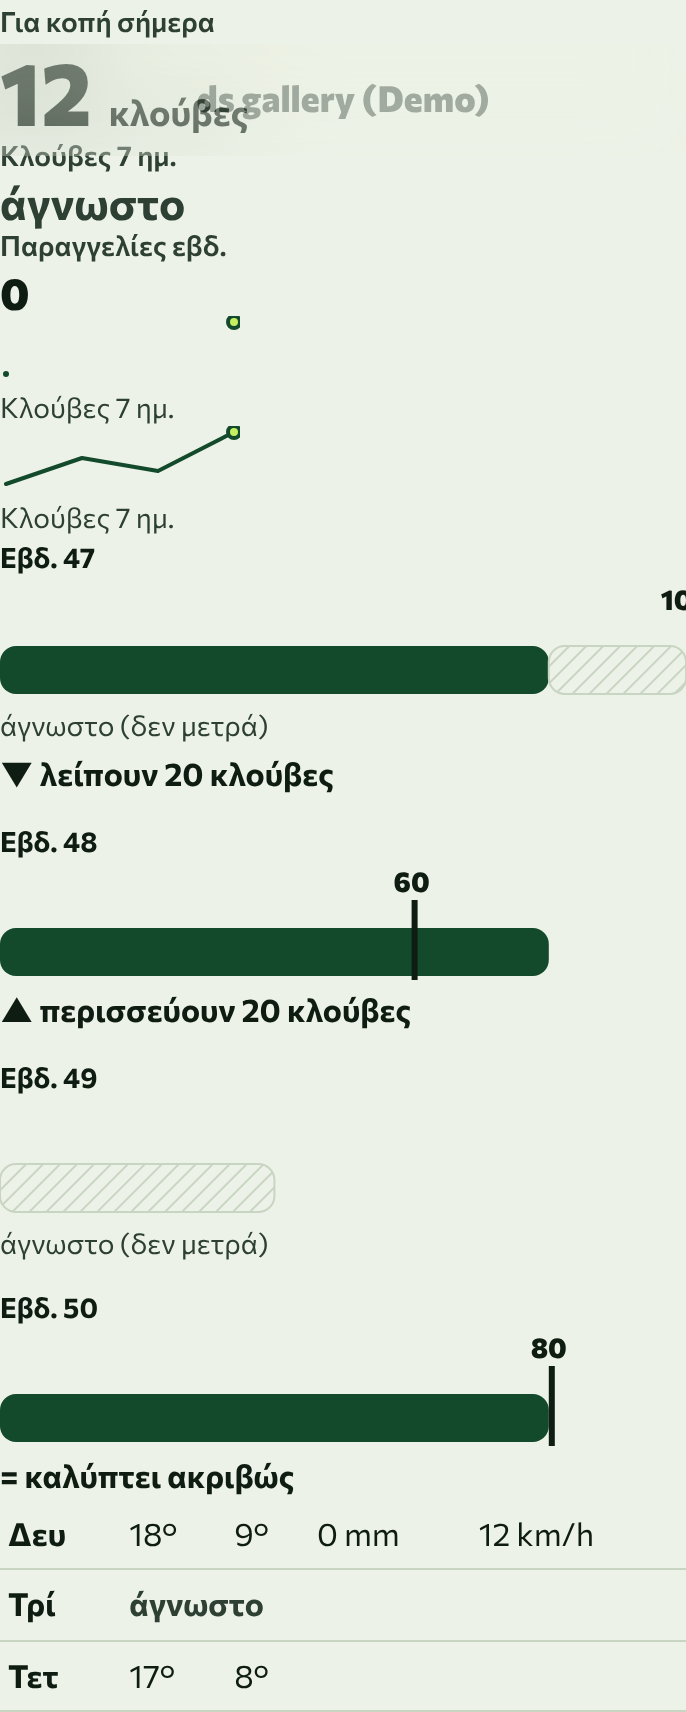 Για κοπή σήμερα
12 κλούβες
ds gallery (Demo)
Κλούβες 7 ημ.
άγνωστο
Παραγγελίες εβδ.
0
Κλούβες 7 ημ.
Κλούβες 7 ημ.
Εβδ. 47
10
άγνωστο (δεν μετρά)
▼ λείπουν 20 κλούβες
Εβδ. 48
60
▲ περισσεύουν 20 κλούβες
Εβδ. 49
άγνωστο (δεν μετρά)
Εβδ. 50
80
= καλύπτει ακριβώς
Δευ 18° 9° 0 mm 12 km/h
Τρί άγνωστο
Τετ 17° 8°